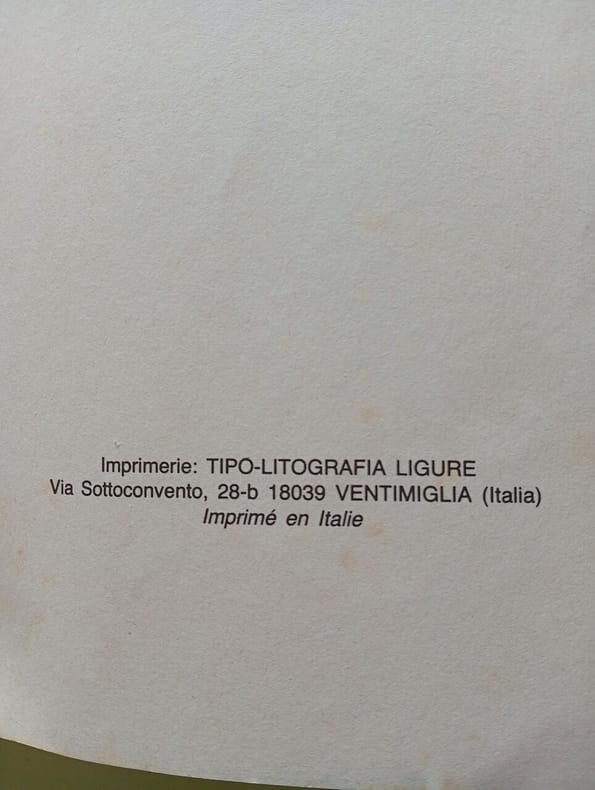 Imprimerie: TIPO-LITOGRAFIA LIGURE
Via Sottoconvento, 28-b 18039 VENTIMIGLIA (Italia)
Imprimé en Italie